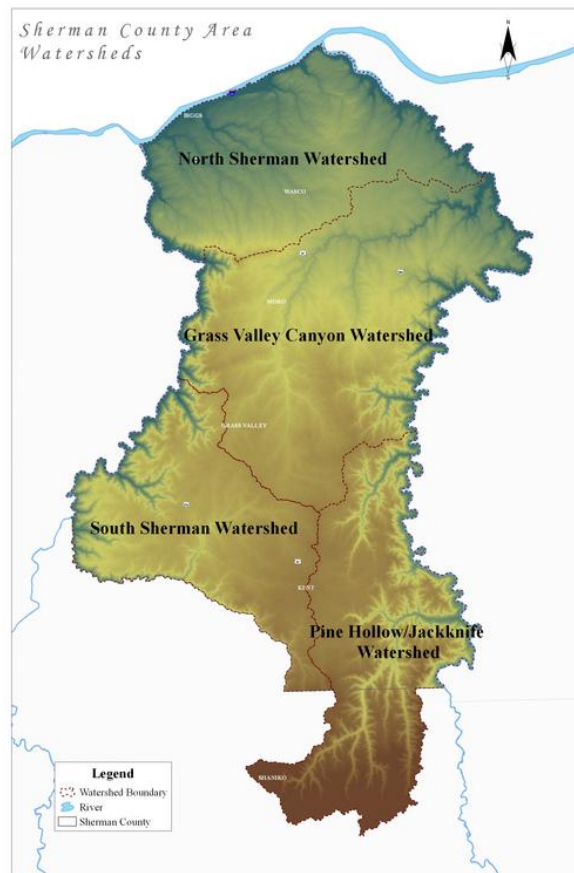 Sherman County Area
Watersheds
N
BIGGS
North Sherman Watershed
WASCO
MORO
Grass Valley Canyon Watershed
GRASS VALLEY
South Sherman Watershed
KENT
Pine Hollow/Jackknife
Watershed
SHANIKO
Legend
Watershed Boundary
River
Sherman County